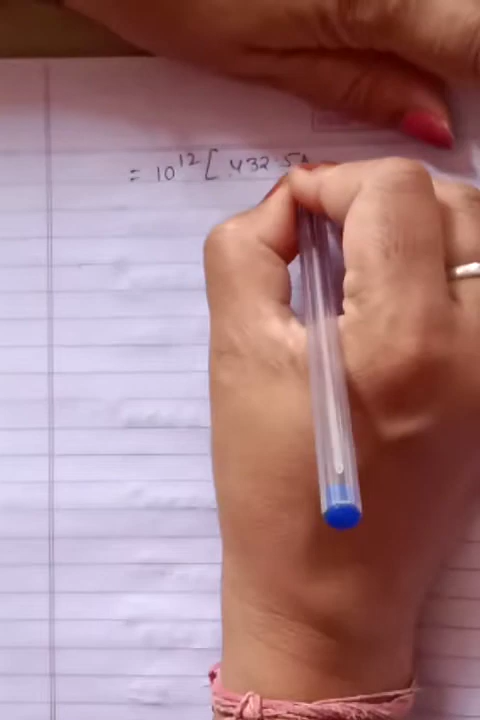 = 10¹² [ .432 5